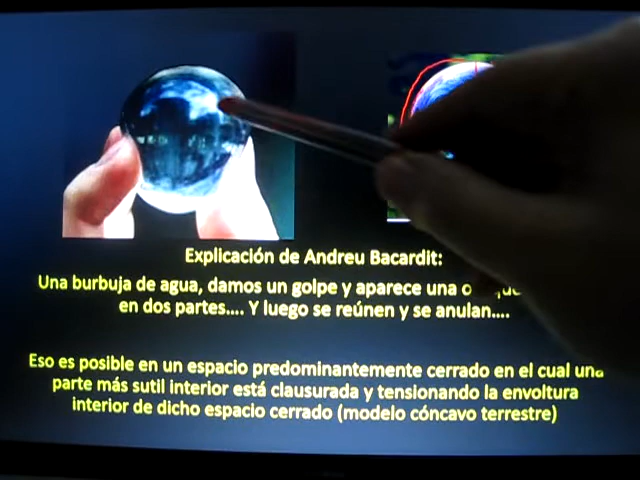 Explicación de Andreu Bacardit:
Una burbuja de agua, damos un golpe y aparece una
en dos partes.... Y luego se reúnen y se anulan....
Eso es posible en un espacio predominantemente cerrado en el cual una
parte más sutil interior está clausurada y tensionando la envoltura
interior de dicho espacio cerrado (modelo cóncavo terrestre)